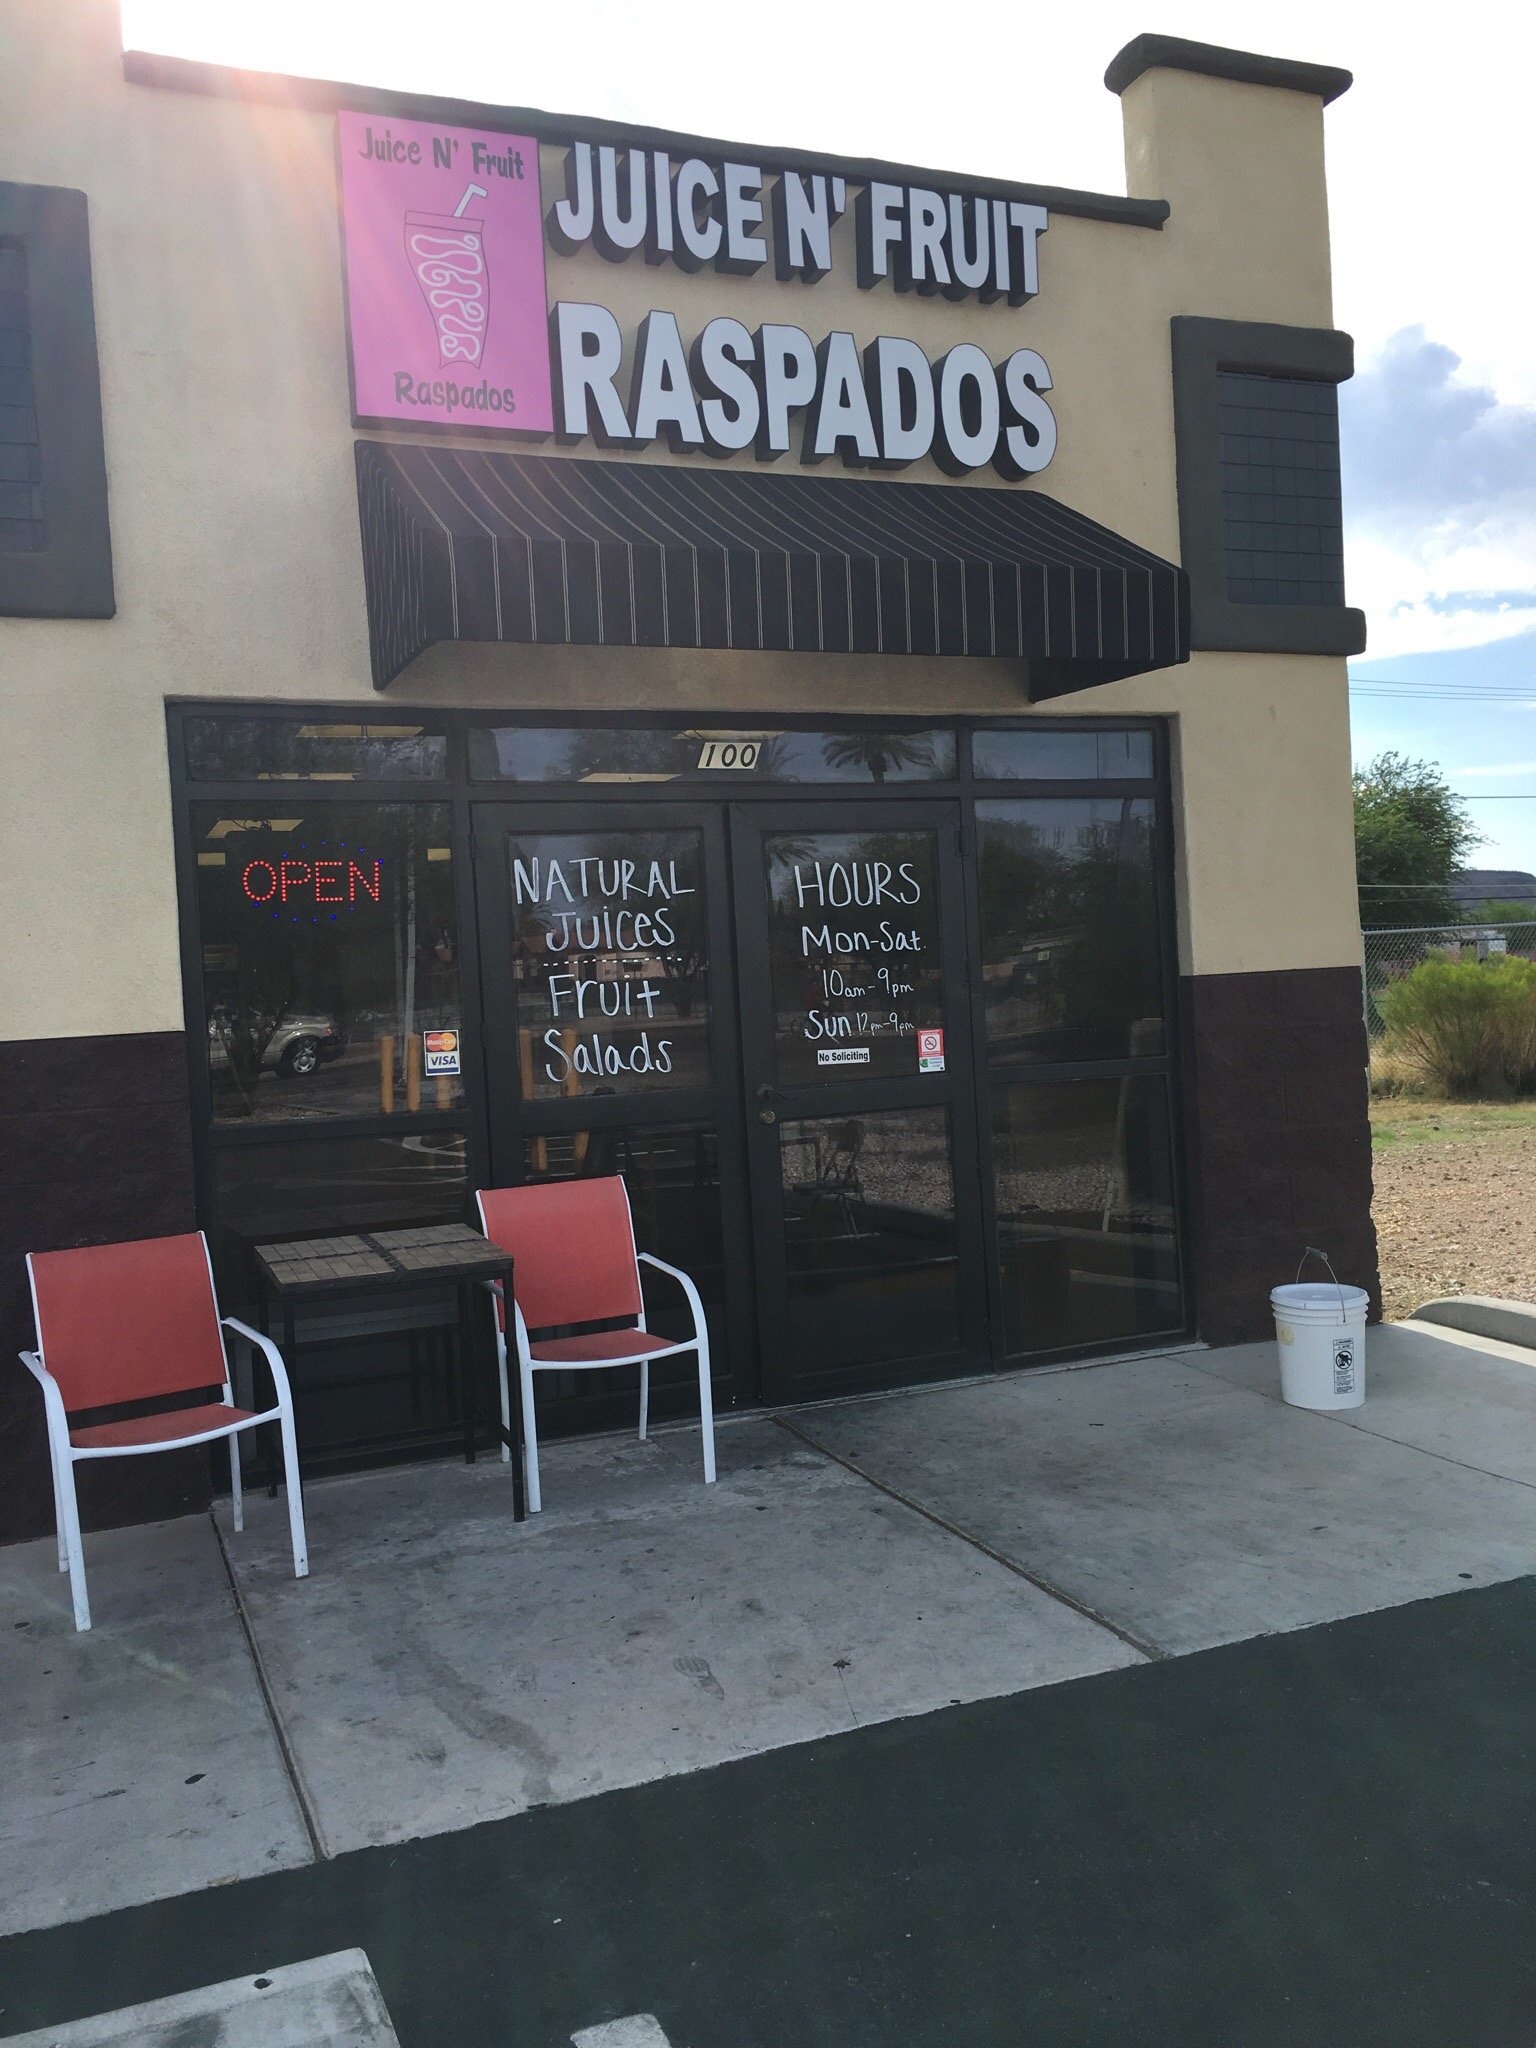 Juice N' Fruit
Raspados
JUICE N' FRUIT
RASPADOS
100
OPEN
NATURAL
JUICES
Fruit
Salads
HOURS
Mon-Sat.
10am-9pm
Sun 12pm-9pm
No Soliciting
MasterCard
VISA